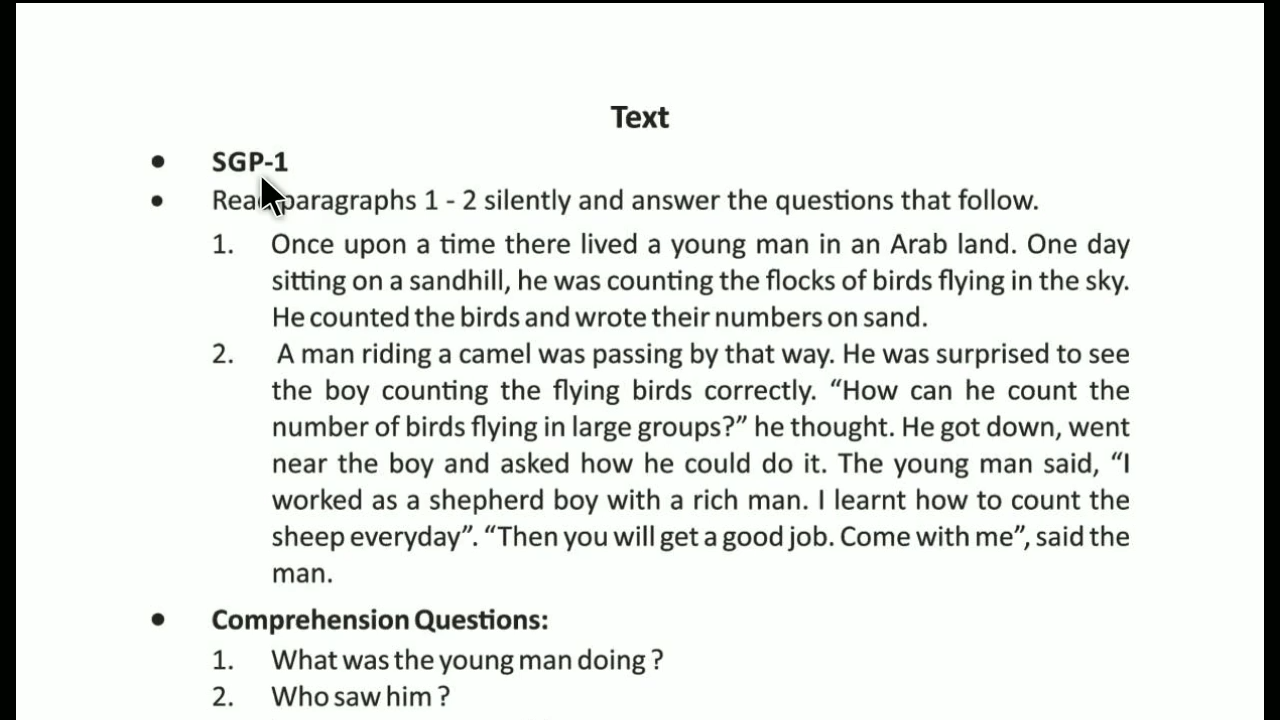 Text
SGP-1
Read paragraphs 1 - 2 silently and answer the questions that follow.
1. Once upon a time there lived a young man in an Arab land. One day
sitting on a sandhill, he was counting the flocks of birds flying in the sky.
He counted the birds and wrote their numbers on sand.
2. A man riding a camel was passing by that way. He was surprised to see
the boy counting the flying birds correctly. “How can he count the
number of birds flying in large groups?” he thought. He got down, went
near the boy and asked how he could do it. The young man said, “I
worked as a shepherd boy with a rich man. I learnt how to count the
sheep everyday”. “Then you will get a good job. Come with me”, said the
man.
Comprehension Questions:
1. What was the young man doing ?
2. Who saw him ?